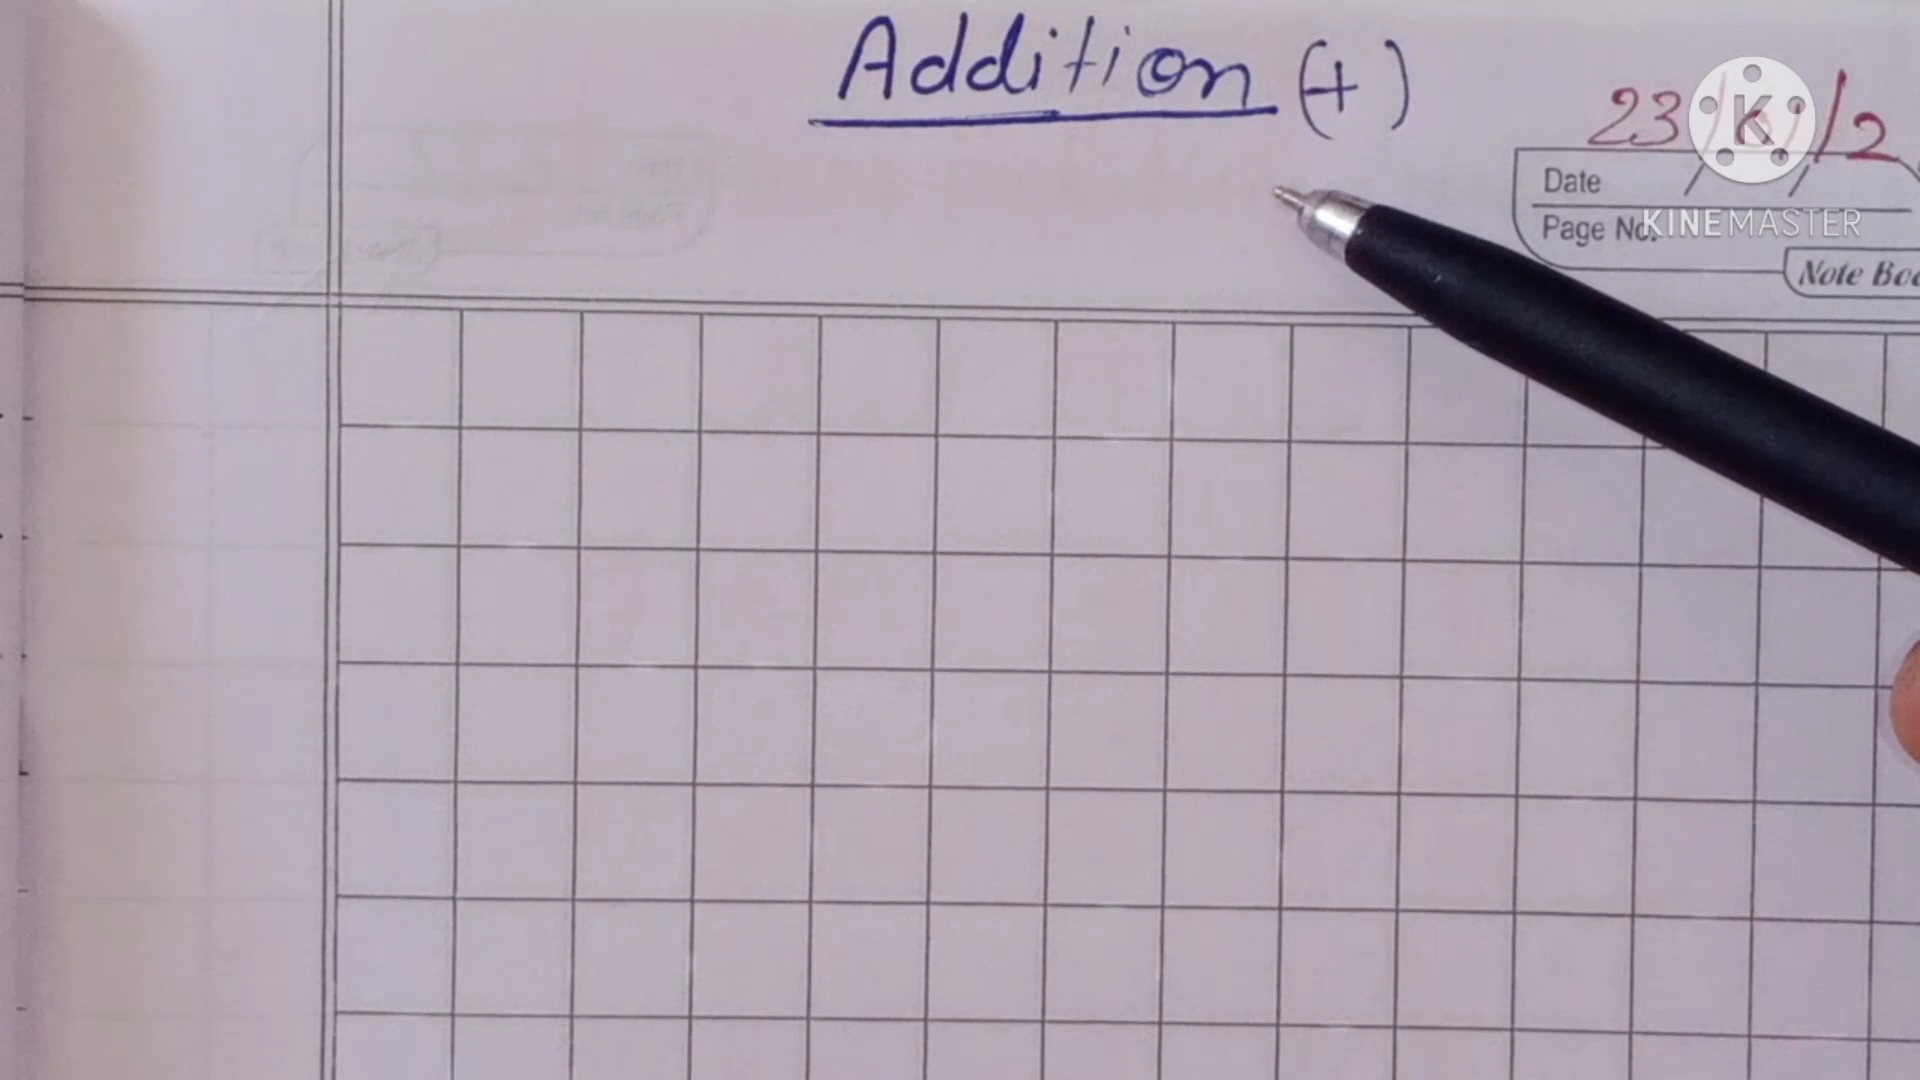 Addition (+)
23/ /2
Date / /
Page No.
KINEMASTER
Note Boo